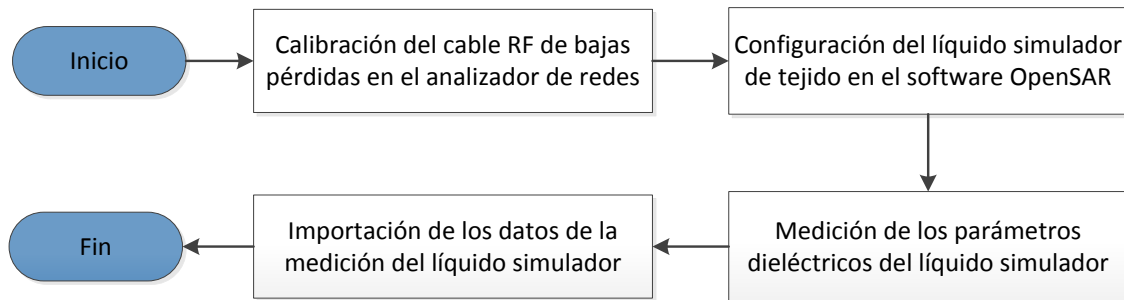 Inicio
Calibración del cable RF de bajas
pérdidas en el analizador de redes
Configuración del líquido simulador
de tejido en el software OpenSAR
Medición de los parámetros
dieléctricos del líquido simulador
Importación de los datos de la
medición del líquido simulador
Fin